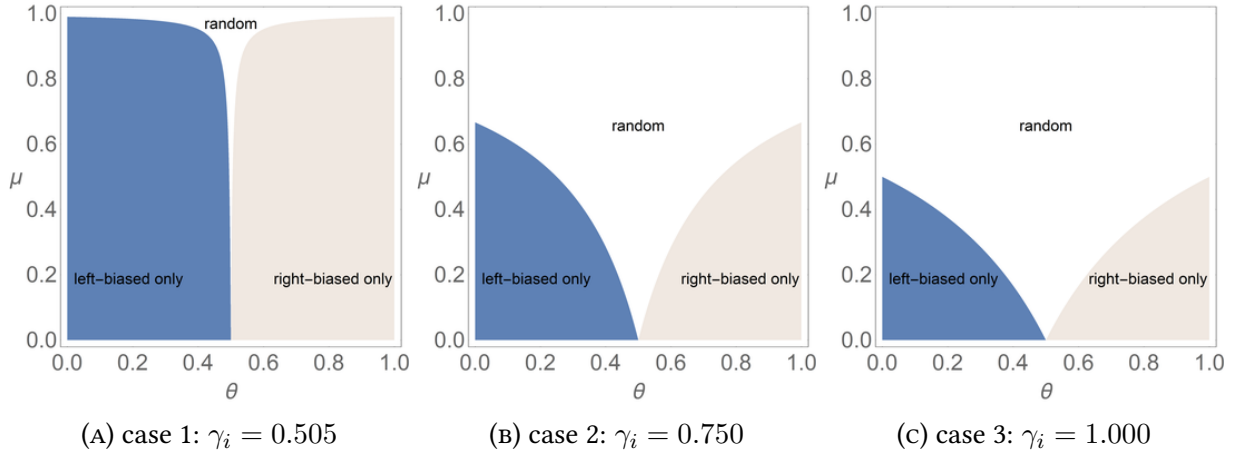 1.0
0.8
0.6
μ
0.4
0.2
0.0
random
left−biased only
right−biased only
0.0 0.2 0.4 0.6 0.8 1.0
θ
(A) case 1: γi = 0.505
1.0
0.8
0.6
μ
0.4
0.2
0.0
random
left−biased only
right−biased only
0.0 0.2 0.4 0.6 0.8 1.0
θ
(B) case 2: γi = 0.750
1.0
0.8
0.6
μ
0.4
0.2
0.0
random
left−biased only
right−biased only
0.0 0.2 0.4 0.6 0.8 1.0
θ
(C) case 3: γi = 1.000